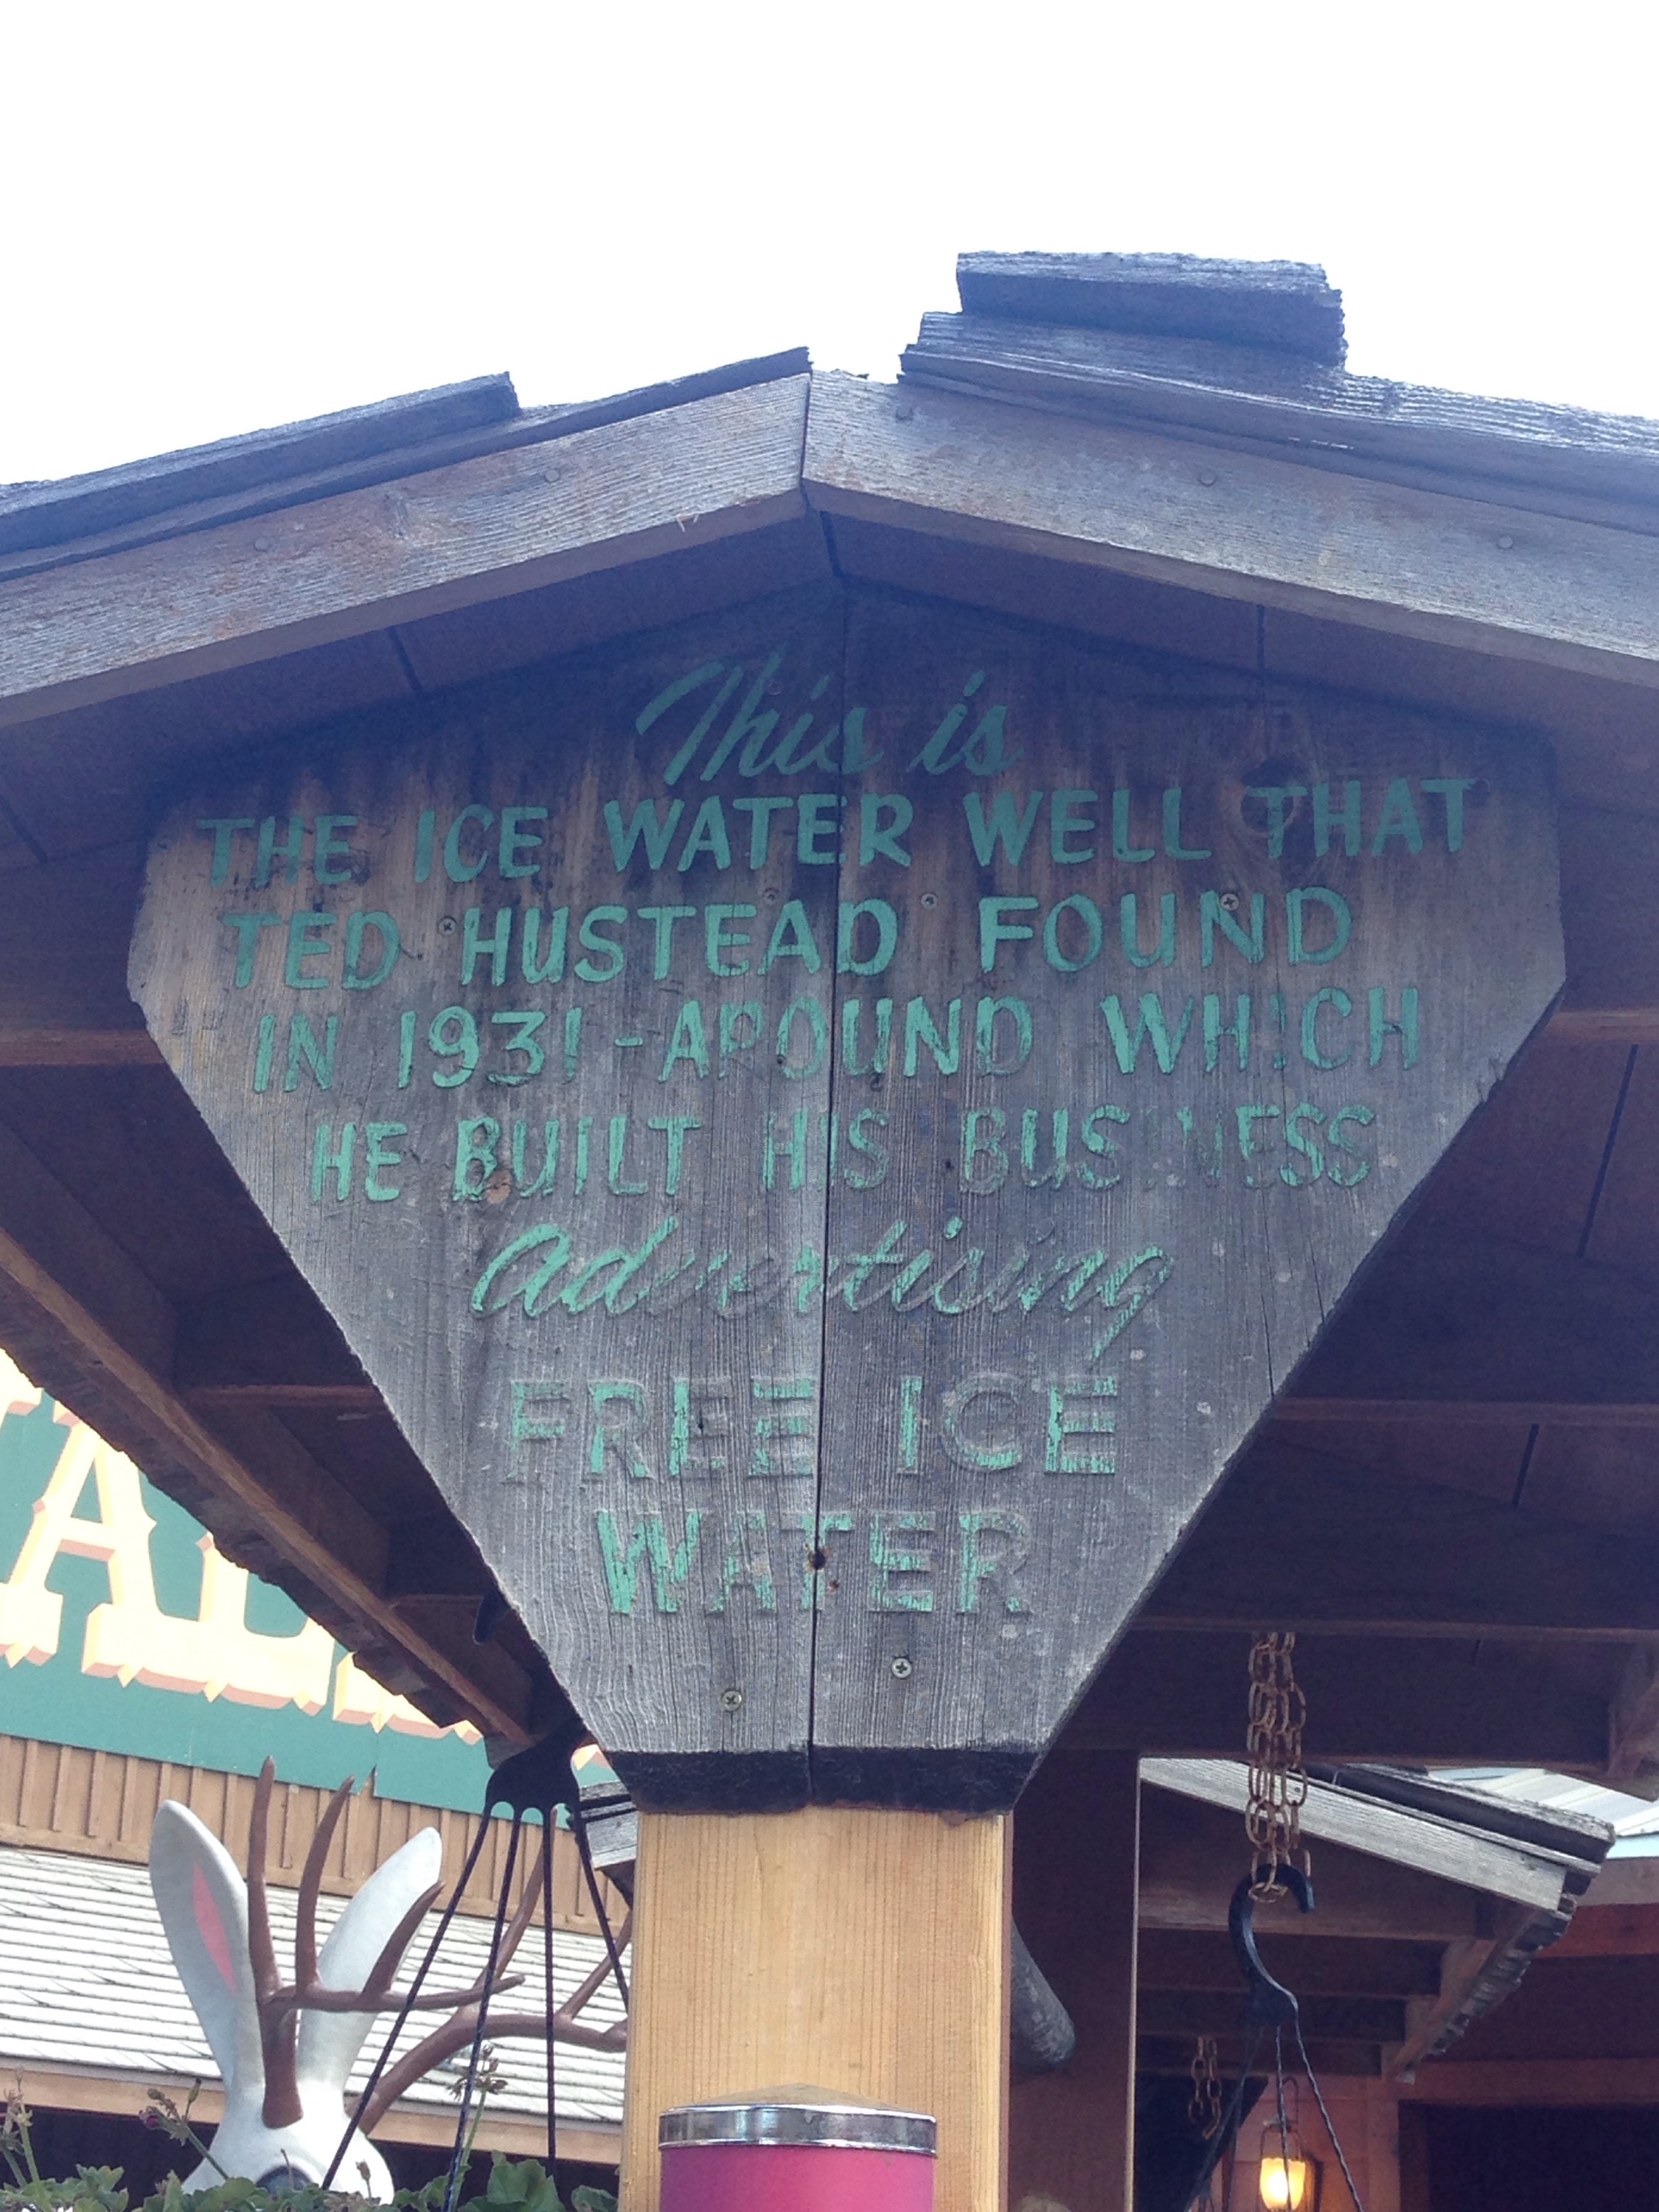 This is
THE ICE WATER WELL THAT
TED HUSTEAD FOUND
IN 1931 - AROUND WHICH
HE BUILT HIS BUSINESS
Advertising
FREE ICE
WATER